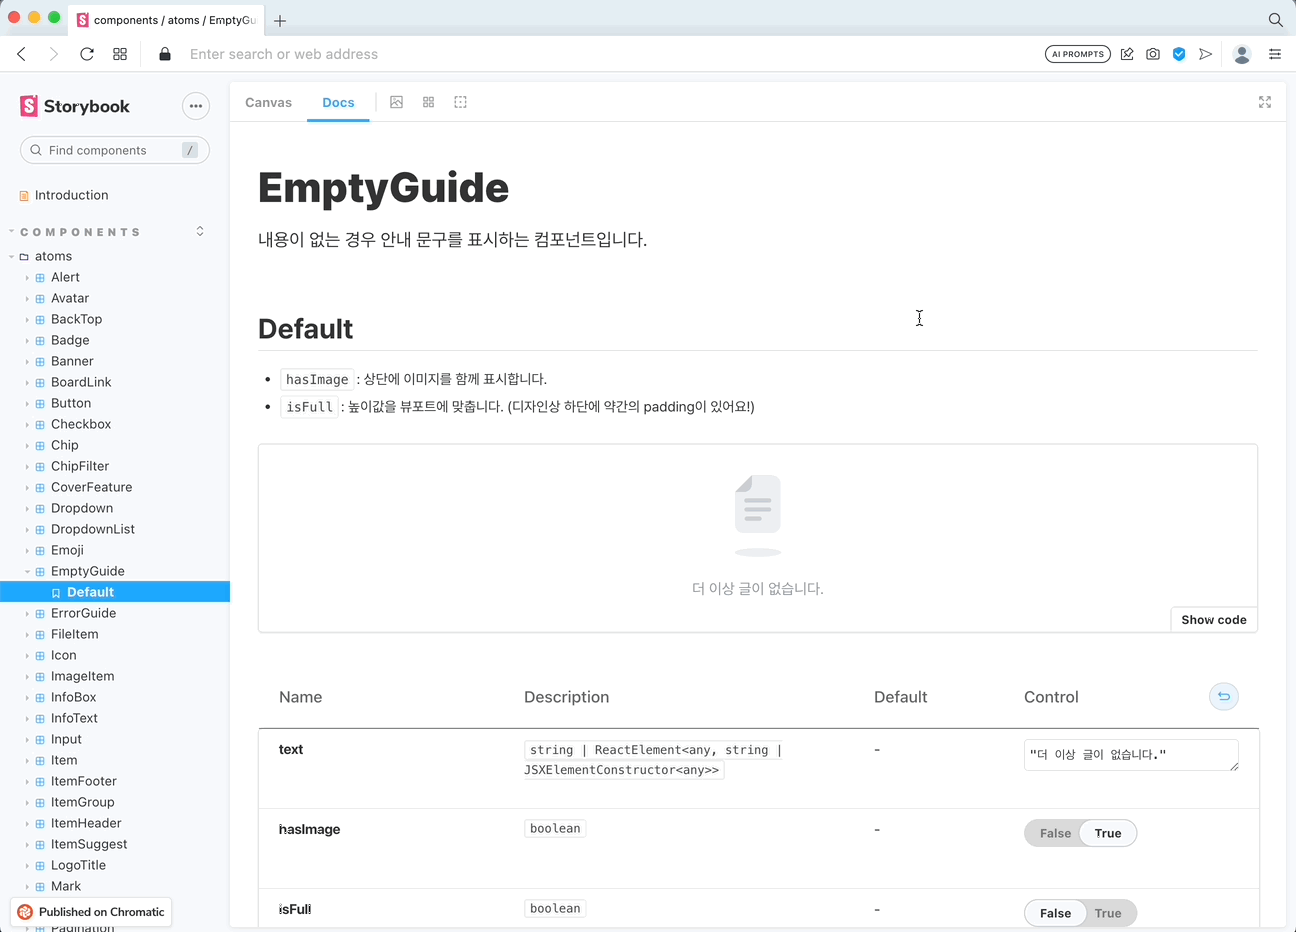 components / atoms / EmptyGu
Enter search or web address
AI PROMPTS
Storybook
Find components
/
Introduction
COMPONENTS
atoms
Alert
Avatar
BackTop
Badge
Banner
BoardLink
Button
Checkbox
Chip
ChipFilter
CoverFeature
Dropdown
DropdownList
Emoji
EmptyGuide
Default
ErrorGuide
FileItem
Icon
ImageItem
InfoBox
InfoText
Input
Item
ItemFooter
ItemGroup
ItemHeader
ItemSuggest
LogoTitle
Mark
Published on Chromatic
Pagination
Canvas
Docs
EmptyGuide
내용이 없는 경우 안내 문구를 표시하는 컴포넌트입니다.
Default
hasImage : 상단에 이미지를 함께 표시합니다.
isFull : 높이값을 뷰포트에 맞춥니다. (디자인상 하단에 약간의 padding이 있어요!)
더 이상 글이 없습니다.
Show code
Name Description Default Control
text string | ReactElement<any, string | - "더 이상 글이 없습니다."
JSXElementConstructor<any>>
hasImage boolean - False True
isFull boolean - False True